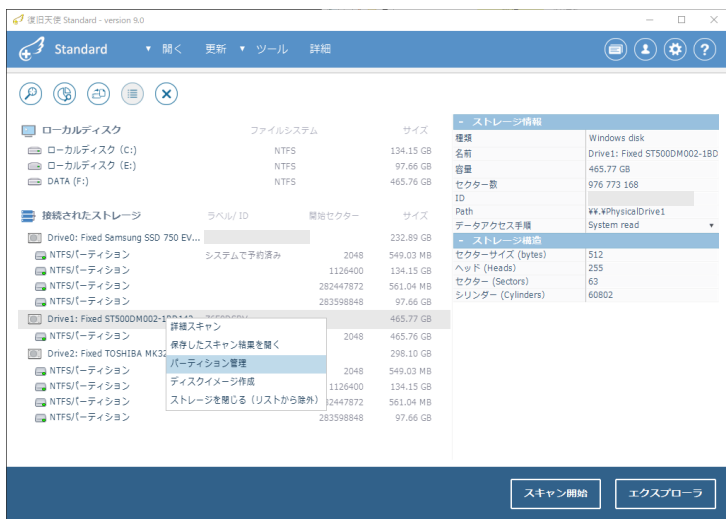 復旧天使 Standard - version 9.0
Standard ▼ 開く 更新 ▼ ツール 詳細
ローカルディスク ファイルシステム サイズ
ローカルディスク (C:) NTFS 134.15 GB
ローカルディスク (E:) NTFS 97.66 GB
DATA (F:) NTFS 465.76 GB
接続されたストレージ ラベル/ ID 開始セクター サイズ
Drive0: Fixed Samsung SSD 750 EV... 232.89 GB
NTFSパーティション システムで予約済み 2048 549.03 MB
NTFSパーティション 1126400 134.15 GB
NTFSパーティション 282447872 561.04 MB
NTFSパーティション 283598848 97.66 GB
Drive1: Fixed ST500DM002-1BD142 465.77 GB
NTFSパーティション 2048 465.76 GB
Drive2: Fixed TOSHIBA MK32 298.10 GB
NTFSパーティション 2048 549.03 MB
NTFSパーティション 1126400 134.15 GB
NTFSパーティション 82447872 561.04 MB
NTFSパーティション 283598848 97.66 GB
詳細スキャン
保存したスキャン結果を開く
パーティション管理
ディスクイメージ作成
ストレージを閉じる（リストから除外）
- ストレージ情報
種類 Windows disk
名前 Drive1: Fixed ST500DM002-1BD
容量 465.77 GB
セクター数 976 773 168
ID
Path ¥¥.¥PhysicalDrive1
データアクセス手順 System read ▼
- ストレージ構造
セクターサイズ (bytes) 512
ヘッド (Heads) 255
セクター (Sectors) 63
シリンダー (Cylinders) 60802
スキャン開始 エクスプローラ